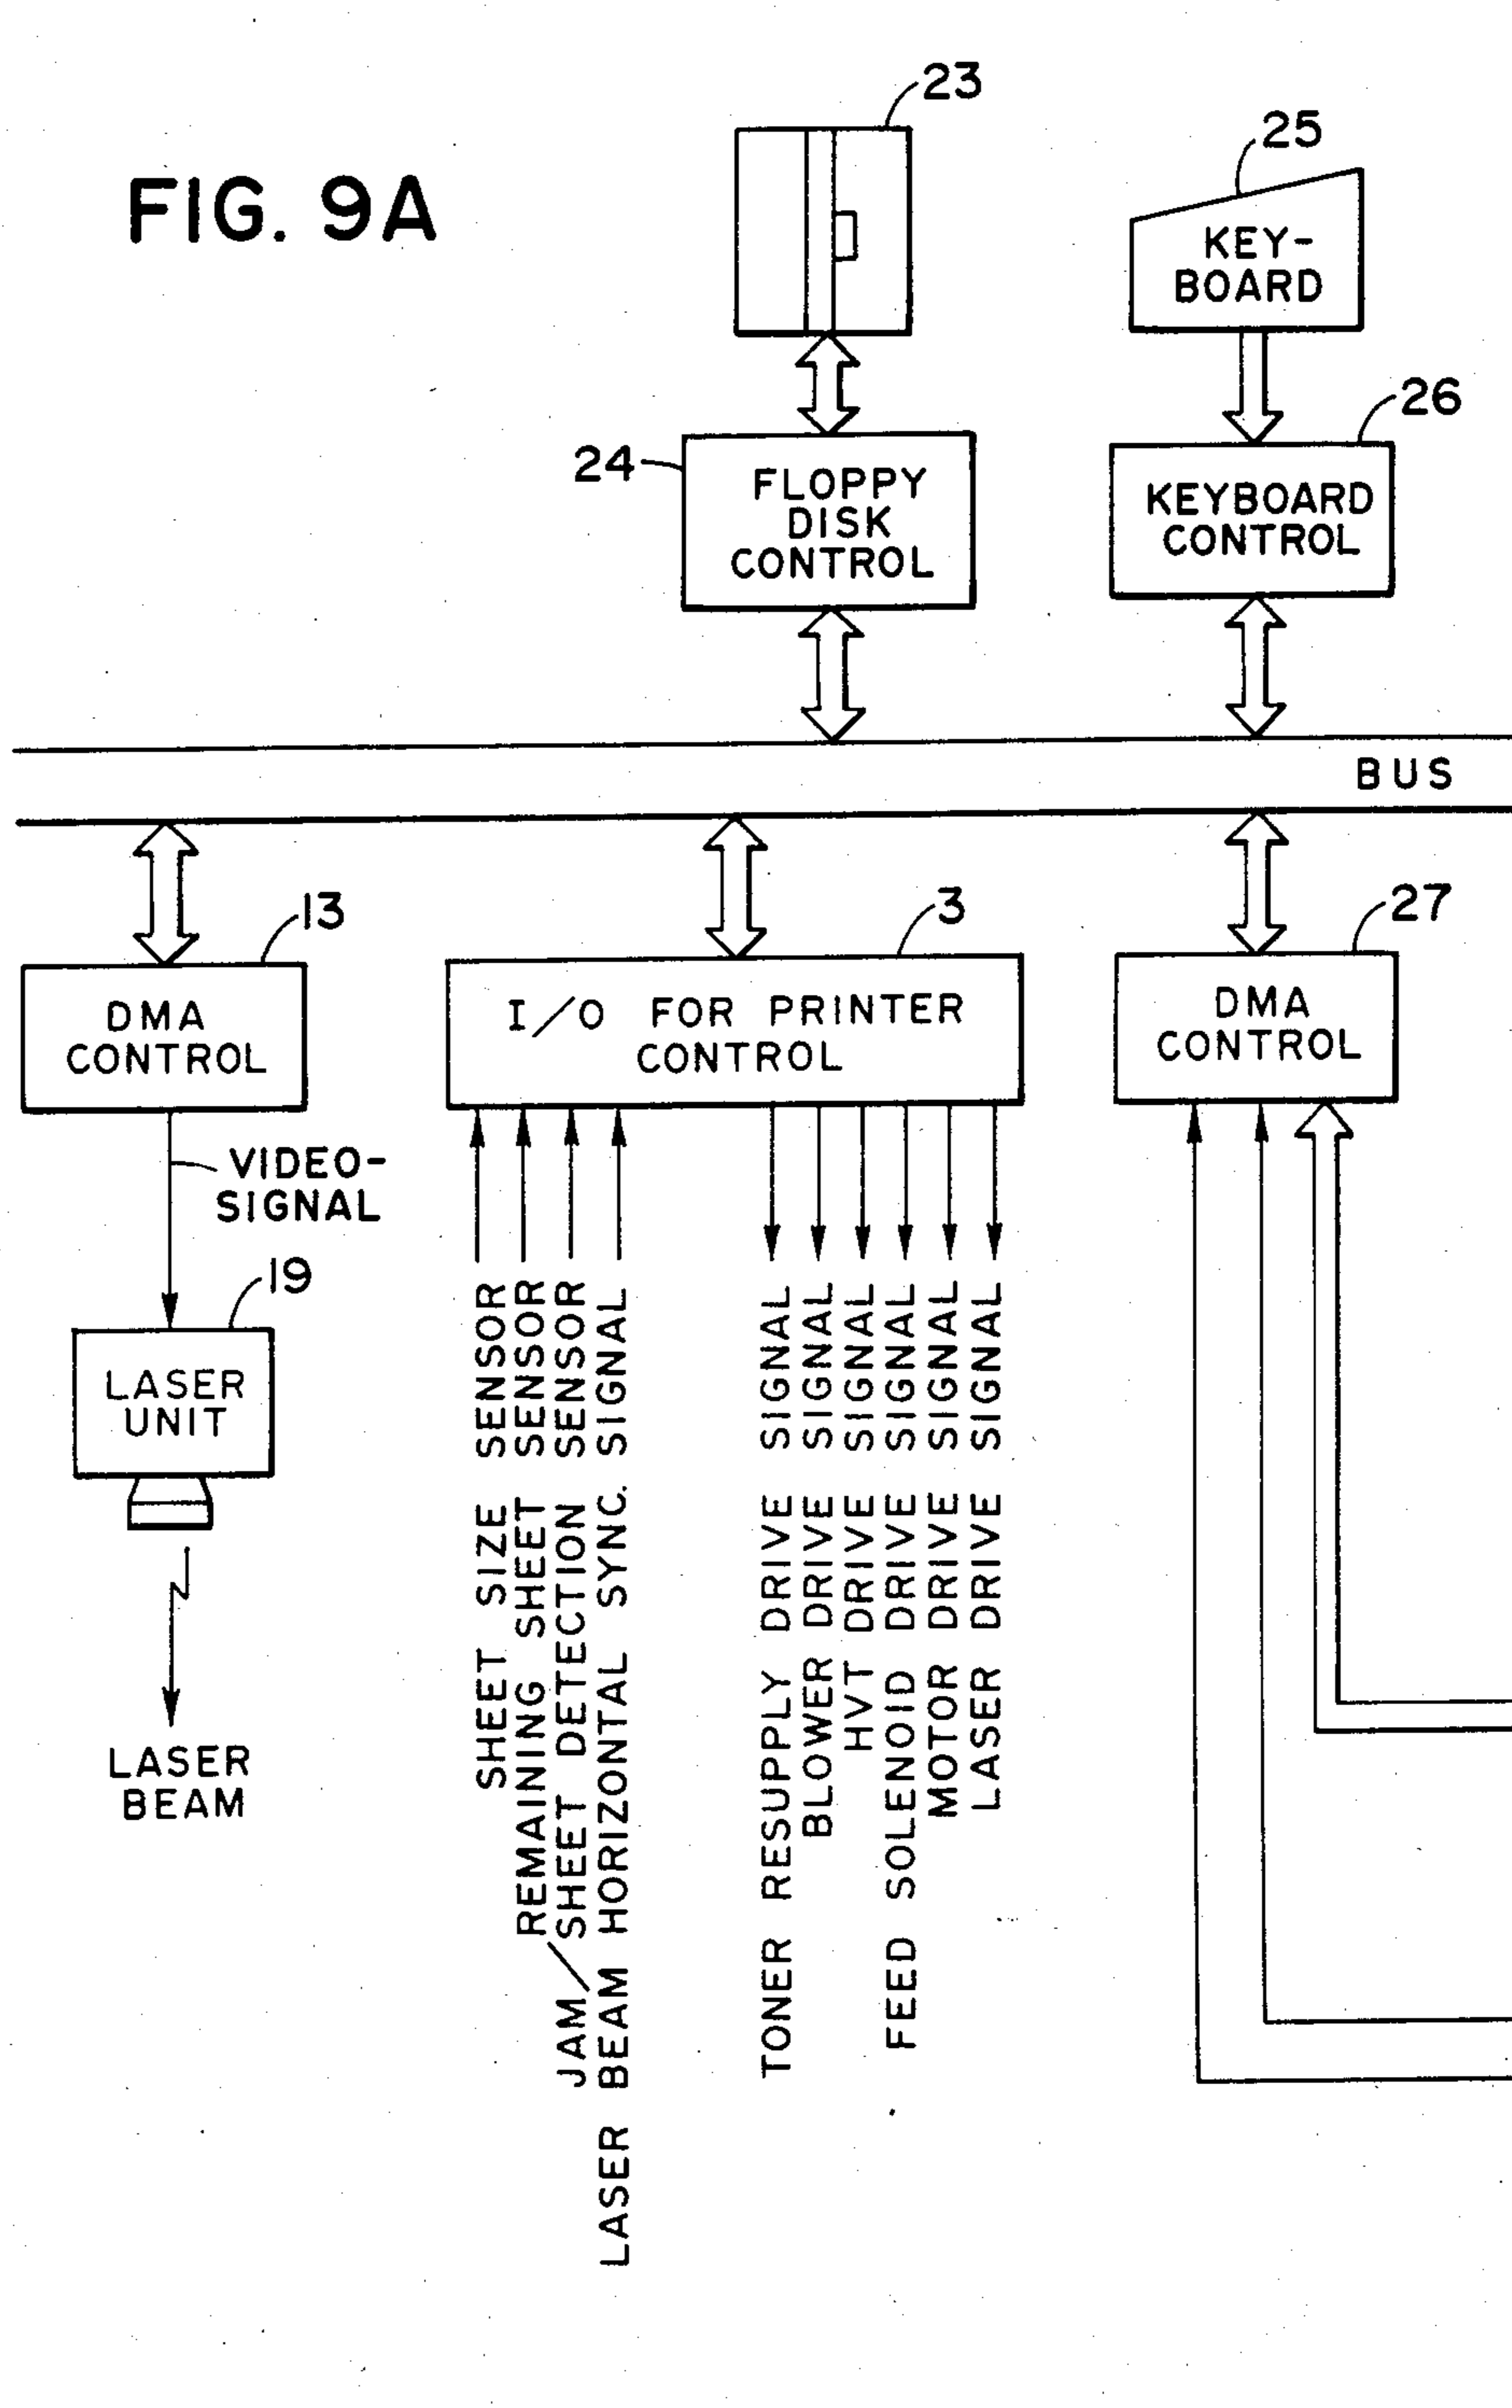 FIG. 9A
23
25
KEY-
BOARD
24
FLOPPY
DISK
CONTROL
26
KEYBOARD
CONTROL
BUS
13
DMA
CONTROL
3
I/O FOR PRINTER
CONTROL
27
DMA
CONTROL
VIDEO-
SIGNAL
19
LASER
UNIT
LASER
BEAM
SHEET SIZE SENSOR
REMAINING SHEET SENSOR
JAM/SHEET DETECTION SENSOR
LASER BEAM HORIZONTAL SYNC. SIGNAL
TONER RESUPPLY DRIVE SIGNAL
BLOWER DRIVE SIGNAL
HVT DRIVE SIGNAL
FEED SOLENOID DRIVE SIGNAL
MOTOR DRIVE SIGNAL
LASER DRIVE SIGNAL